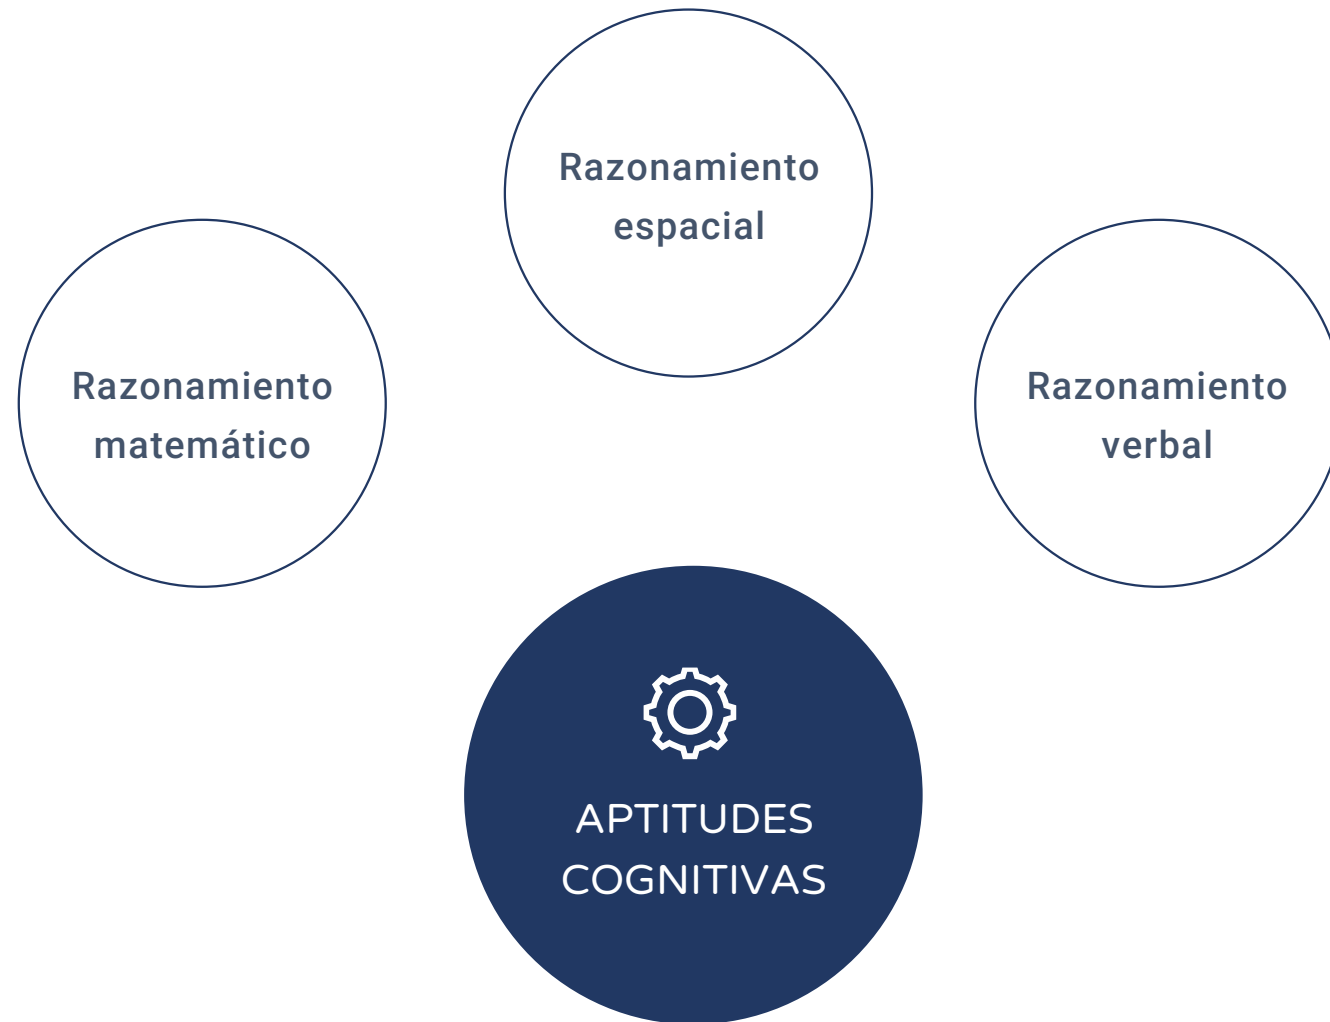 Razonamiento
espacial
Razonamiento
matemático
Razonamiento
verbal
APTITUDES
COGNITIVAS